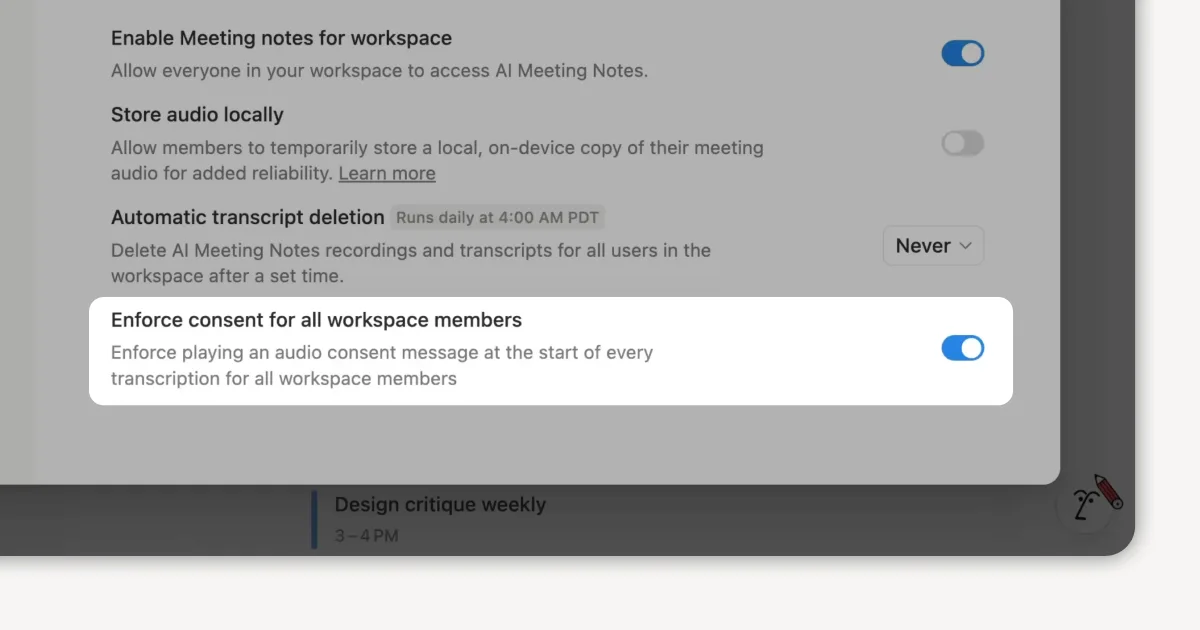 Enable Meeting notes for workspace
Allow everyone in your workspace to access AI Meeting Notes.
Store audio locally
Allow members to temporarily store a local, on-device copy of their meeting
audio for added reliability. Learn more
Automatic transcript deletion Runs daily at 4:00 AM PDT
Delete AI Meeting Notes recordings and transcripts for all users in the
workspace after a set time.
Never
Enforce consent for all workspace members
Enforce playing an audio consent message at the start of every
transcription for all workspace members
Design critique weekly
3 – 4 PM